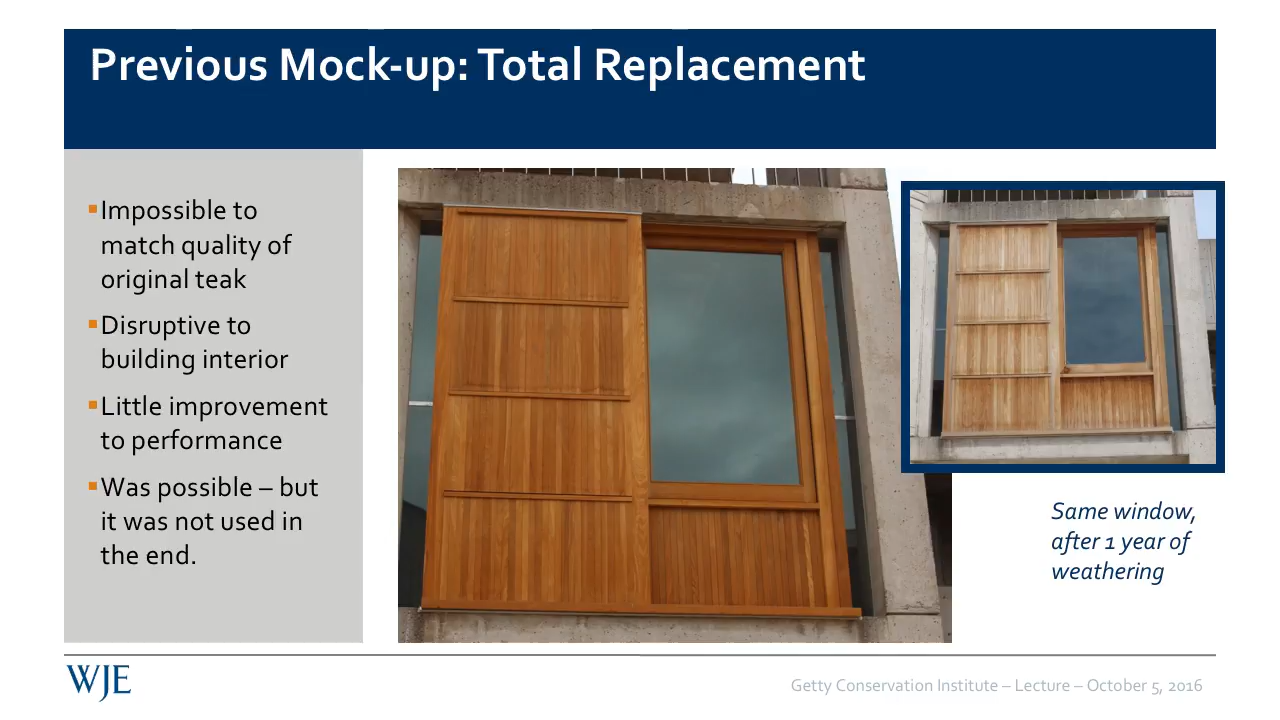 Previous Mock-up: Total Replacement
▪Impossible to
match quality of
original teak
▪Disruptive to
building interior
▪Little improvement
to performance
▪Was possible – but
it was not used in
the end.
Same window,
after 1 year of
weathering
WJE
Getty Conservation Institute – Lecture – October 5, 2016